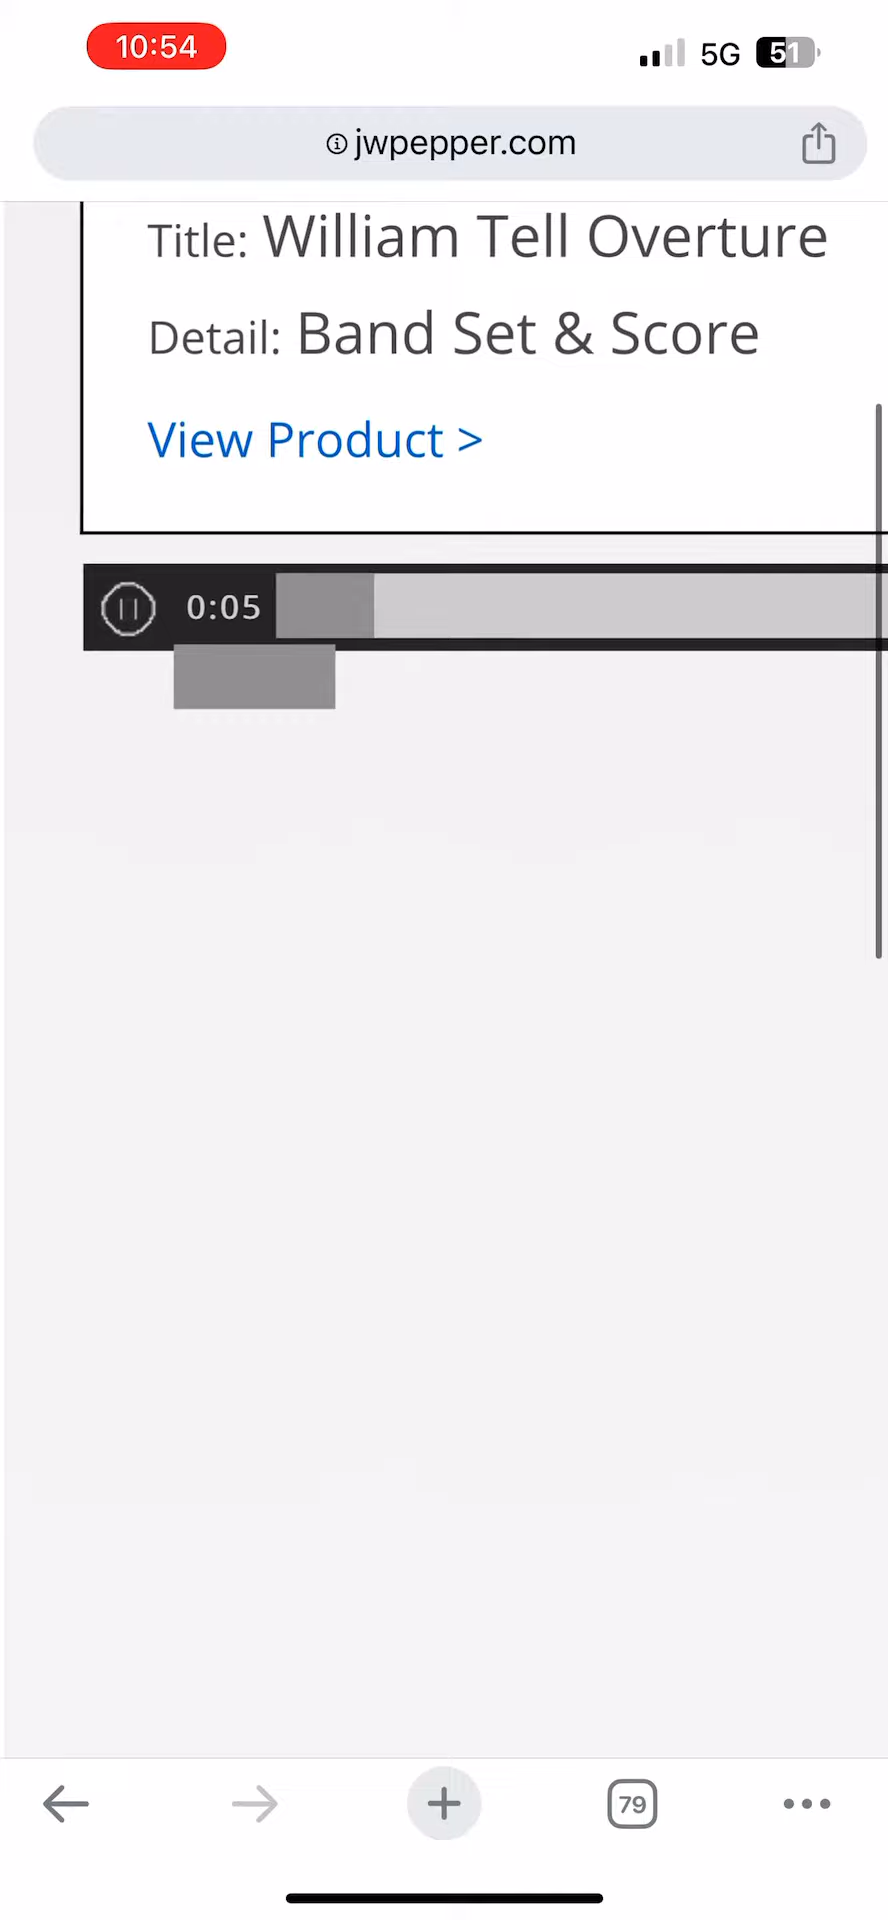 10:54
5G 51
jwpepper.com
Title: William Tell Overture
Detail: Band Set & Score
View Product >
0:05
79